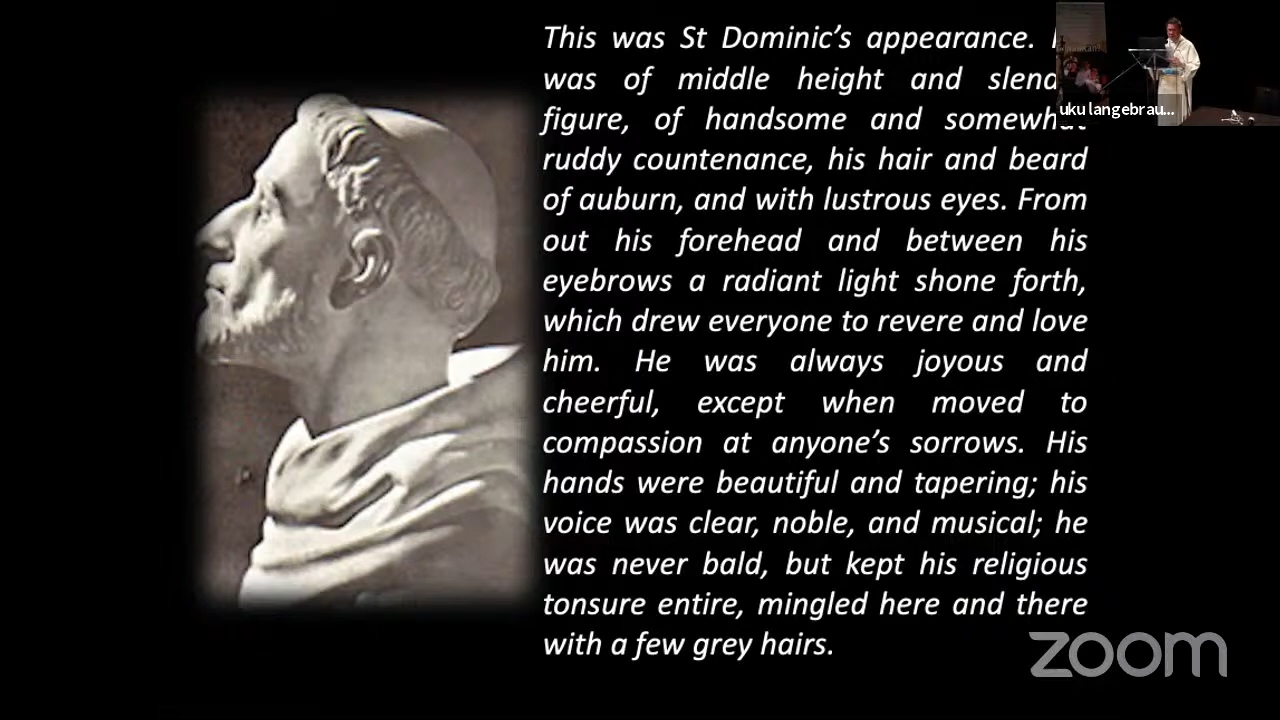 This was St Dominic's appearance.
was of middle height and
figure, of handsome and somewhat
ruddy countenance, his hair and beard
of auburn, and with lustrous eyes. From
out his forehead and between his
eyebrows a radiant light shone forth,
which drew everyone to revere and love
him. He was always joyous and
cheerful, except when moved to
compassion at anyone's sorrows. His
hands were beautiful and tapering; his
voice was clear, noble, and musical; he
was never bald, but kept his religious
tonsure entire, mingled here and there
with a few grey hairs.
uku langebrau...
zoom